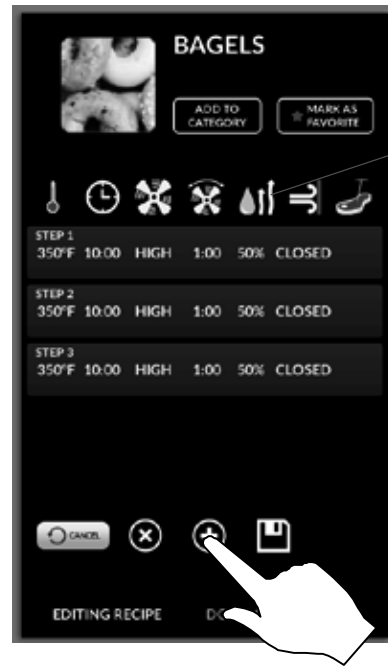 BAGELS
ADD TO
CATEGORY
MARK AS
FAVORITE
STEP 1
350°F 10:00 HIGH 1:00 50% CLOSED
STEP 2
350°F 10:00 HIGH 1:00 50% CLOSED
STEP 3
350°F 10:00 HIGH 1:00 50% CLOSED
CANCEL
EDITING RECIPE